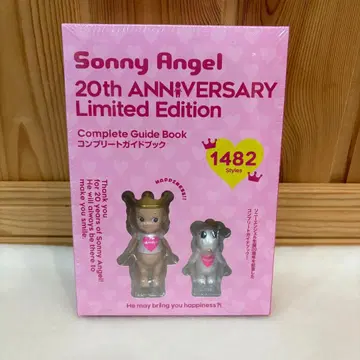 Sonny Angel
20th ANNIVERSARY
Limited Edition
Complete Guide Book
コンプリートガイドブック
1482
Styles
HAPPINESS!!
Thank you
for 20 years of Sonny Angel!
He will always be there to
make you smile.
He may bring you happiness?!